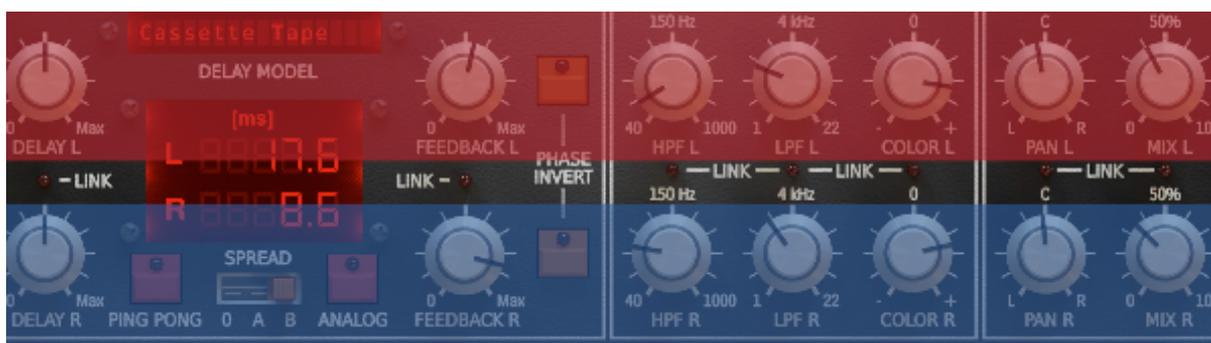 150 Hz 4 kHz 0 C 50%
Cassette Tape
DELAY MODEL
[ms]
0 Max 0 Max 40 1000 1 22 - + L R 0 10
DELAY L FEEDBACK L HPF L LPF L COLOR L PAN L MIX L
L 17.6
PHASE
INVERT
LINK LINK LINK LINK LINK
150 Hz 4 kHz 0 C 50%
R 8.6
SPREAD
0 Max 0 Max 40 1000 1 22 - + L R 0 10
DELAY R PING PONG 0 A B ANALOG FEEDBACK R HPF R LPF R COLOR R PAN R MIX R